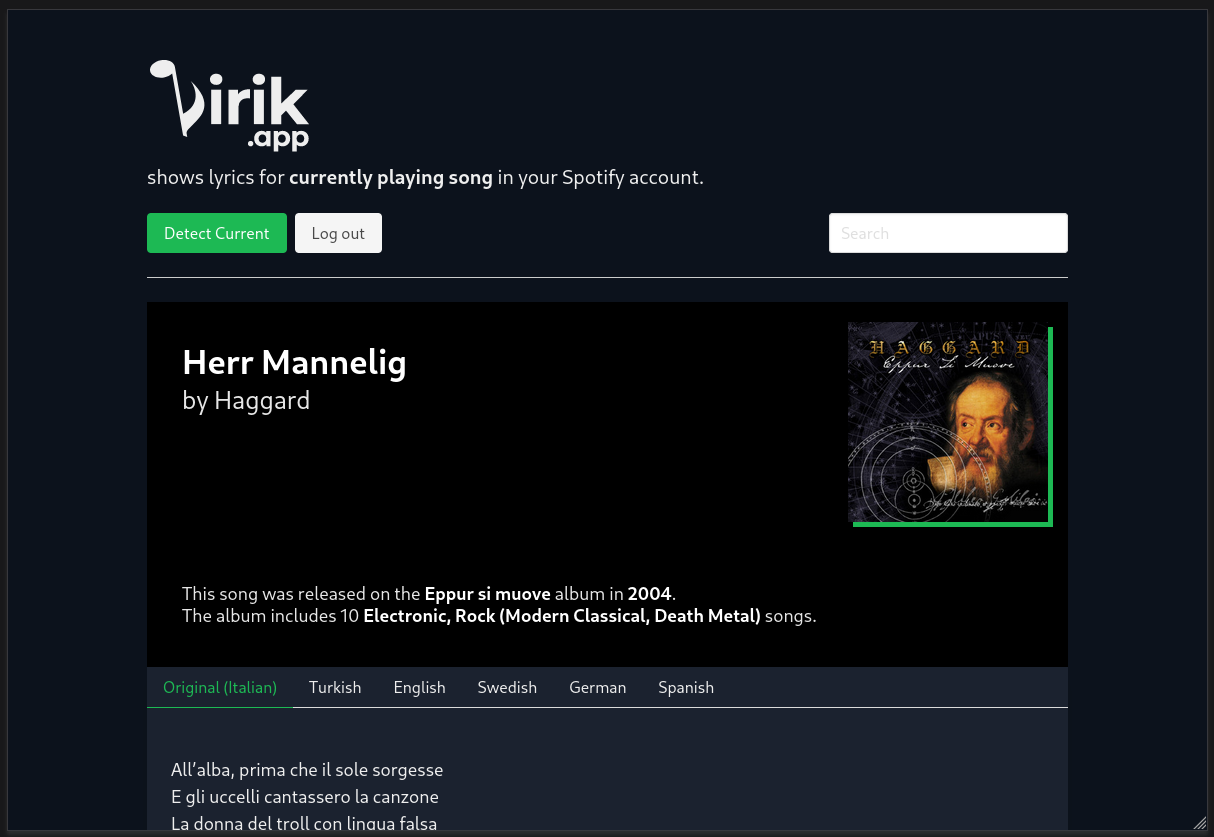 Lirik
.app
shows lyrics for currently playing song in your Spotify account.
Detect Current
Log out
Search
Herr Mannelig
by Haggard
HAGGARD
Eppur Si Muove
This song was released on the Eppur si muove album in 2004.
The album includes 10 Electronic, Rock (Modern Classical, Death Metal) songs.
Original (Italian)
Turkish
English
Swedish
German
Spanish
All’alba, prima che il sole sorgesse
E gli uccelli cantassero la canzone
La donna del troll con lingua falsa